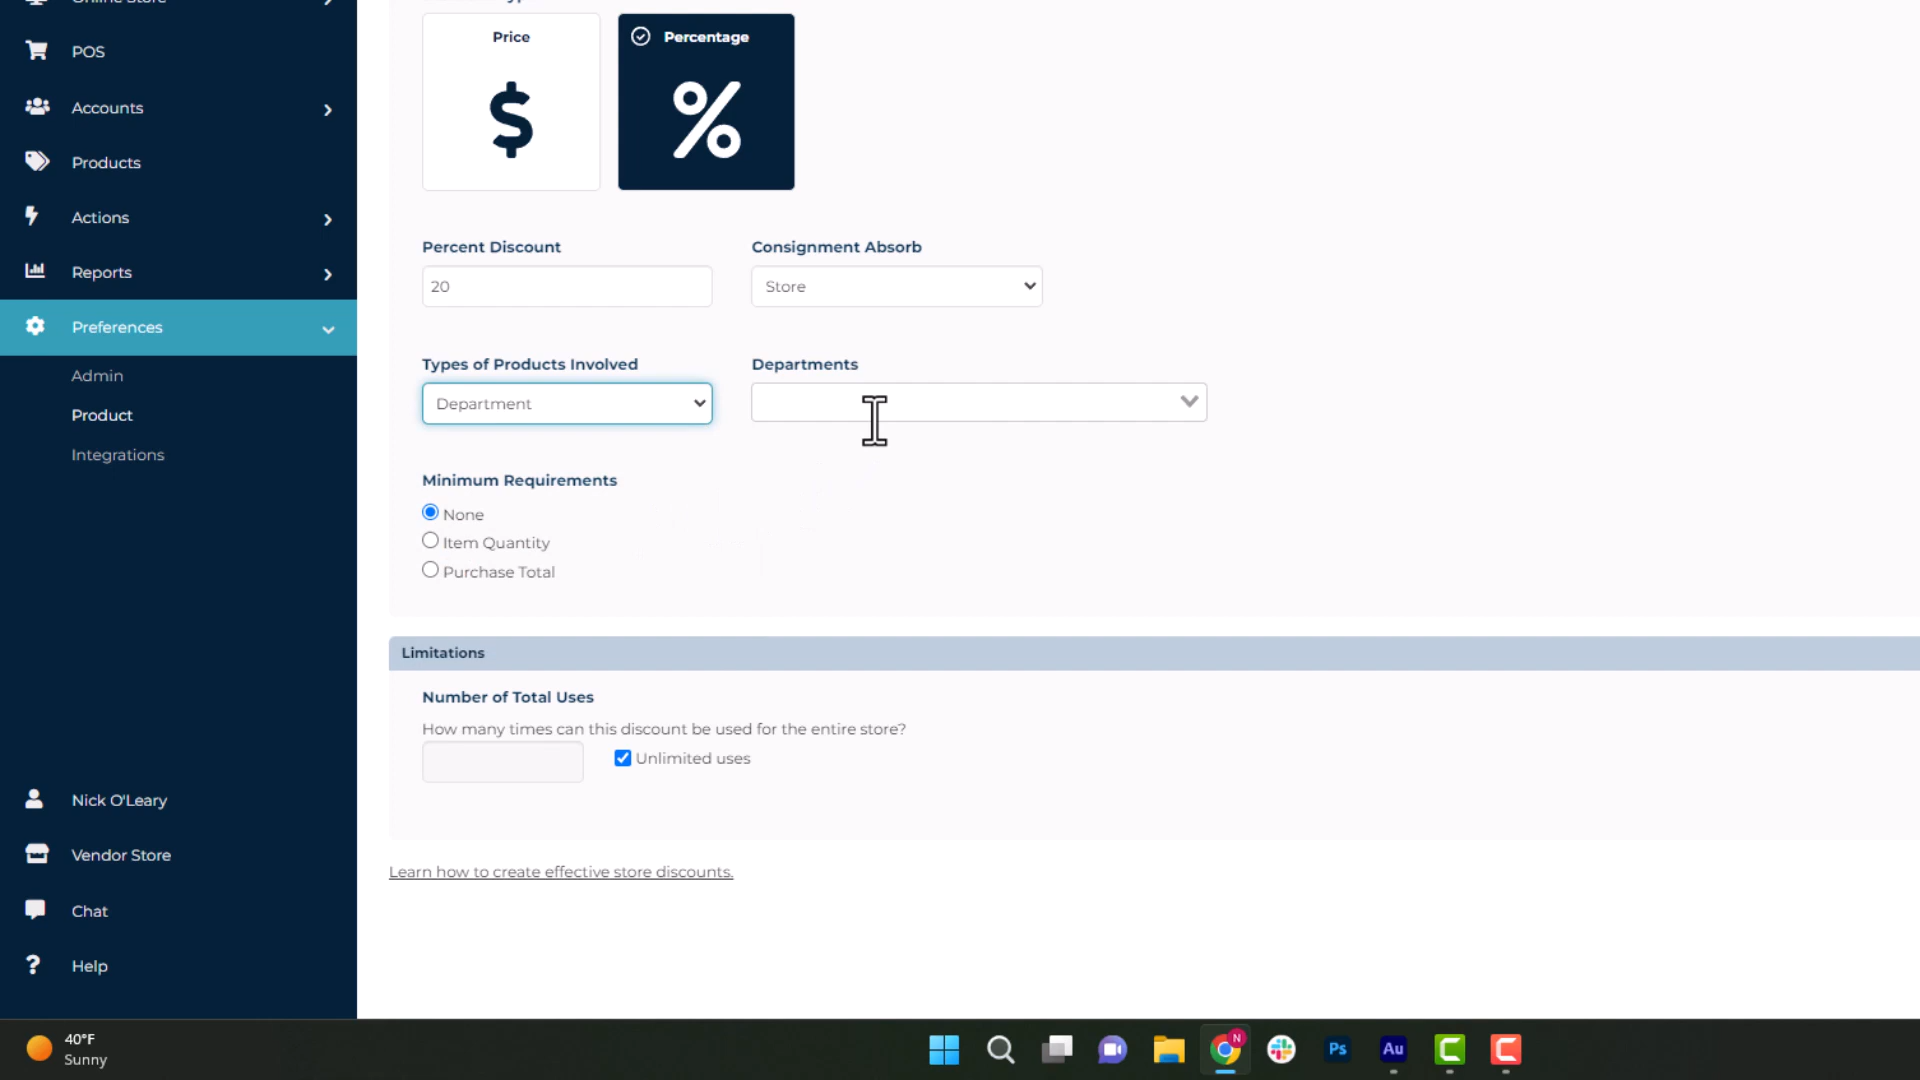 Online Store
Price
Percentage
$
%
POS
Accounts
Products
Actions
Reports
Preferences
Admin
Product
Integrations
Percent Discount
Consignment Absorb
20
Store
Types of Products Involved
Departments
Department
Minimum Requirements
None
Item Quantity
Purchase Total
Limitations
Number of Total Uses
How many times can this discount be used for the entire store?
Unlimited uses
Learn how to create effective store discounts.
Nick O'Leary
Vendor Store
Chat
? Help
40°F
Sunny
N
Ps
Au
C
C